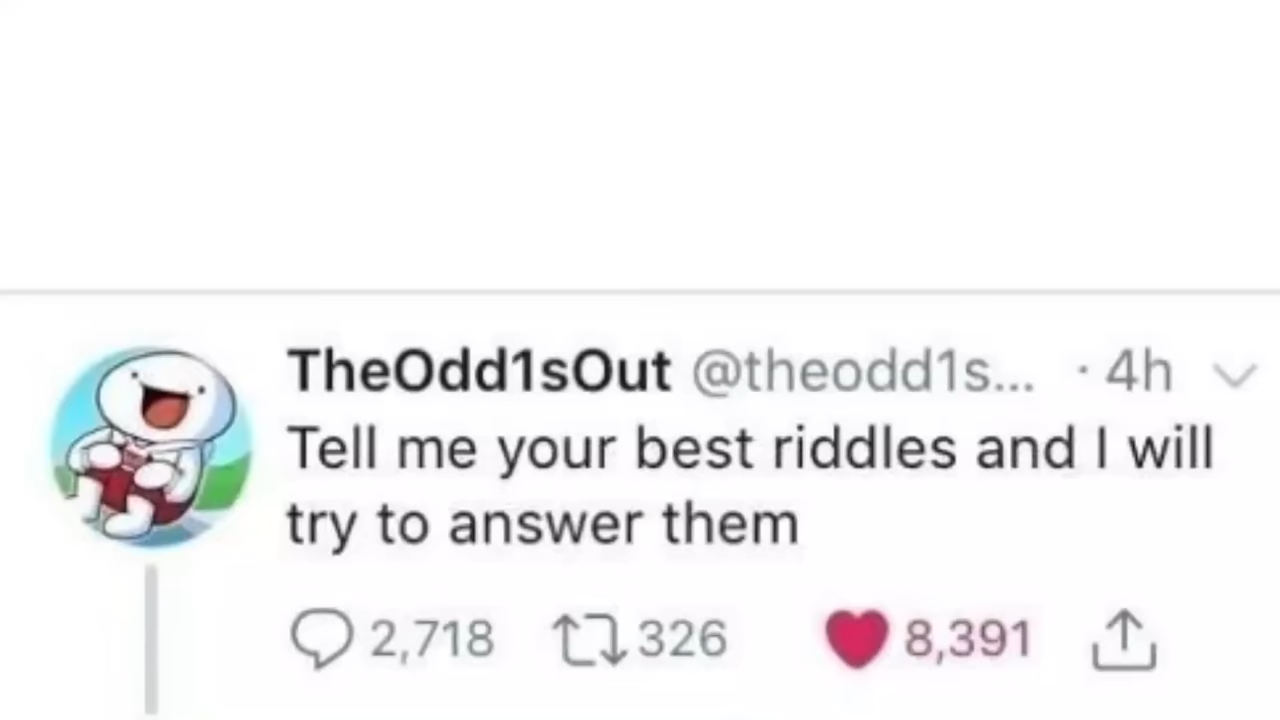 TheOdd1sOut @theodd1s... · 4h
Tell me your best riddles and I will
try to answer them
2,718 326 8,391